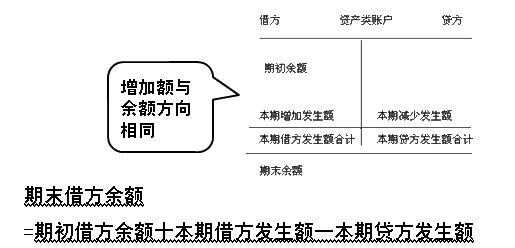 借方 资产类账户 贷方
期初余额
增加额与
余额方向
相同
本期增加发生额 本期减少发生额
本期借方发生额合计 本期贷方发生额合计
期末余额
期末借方余额
=期初借方余额十本期借方发生额一本期贷方发生额